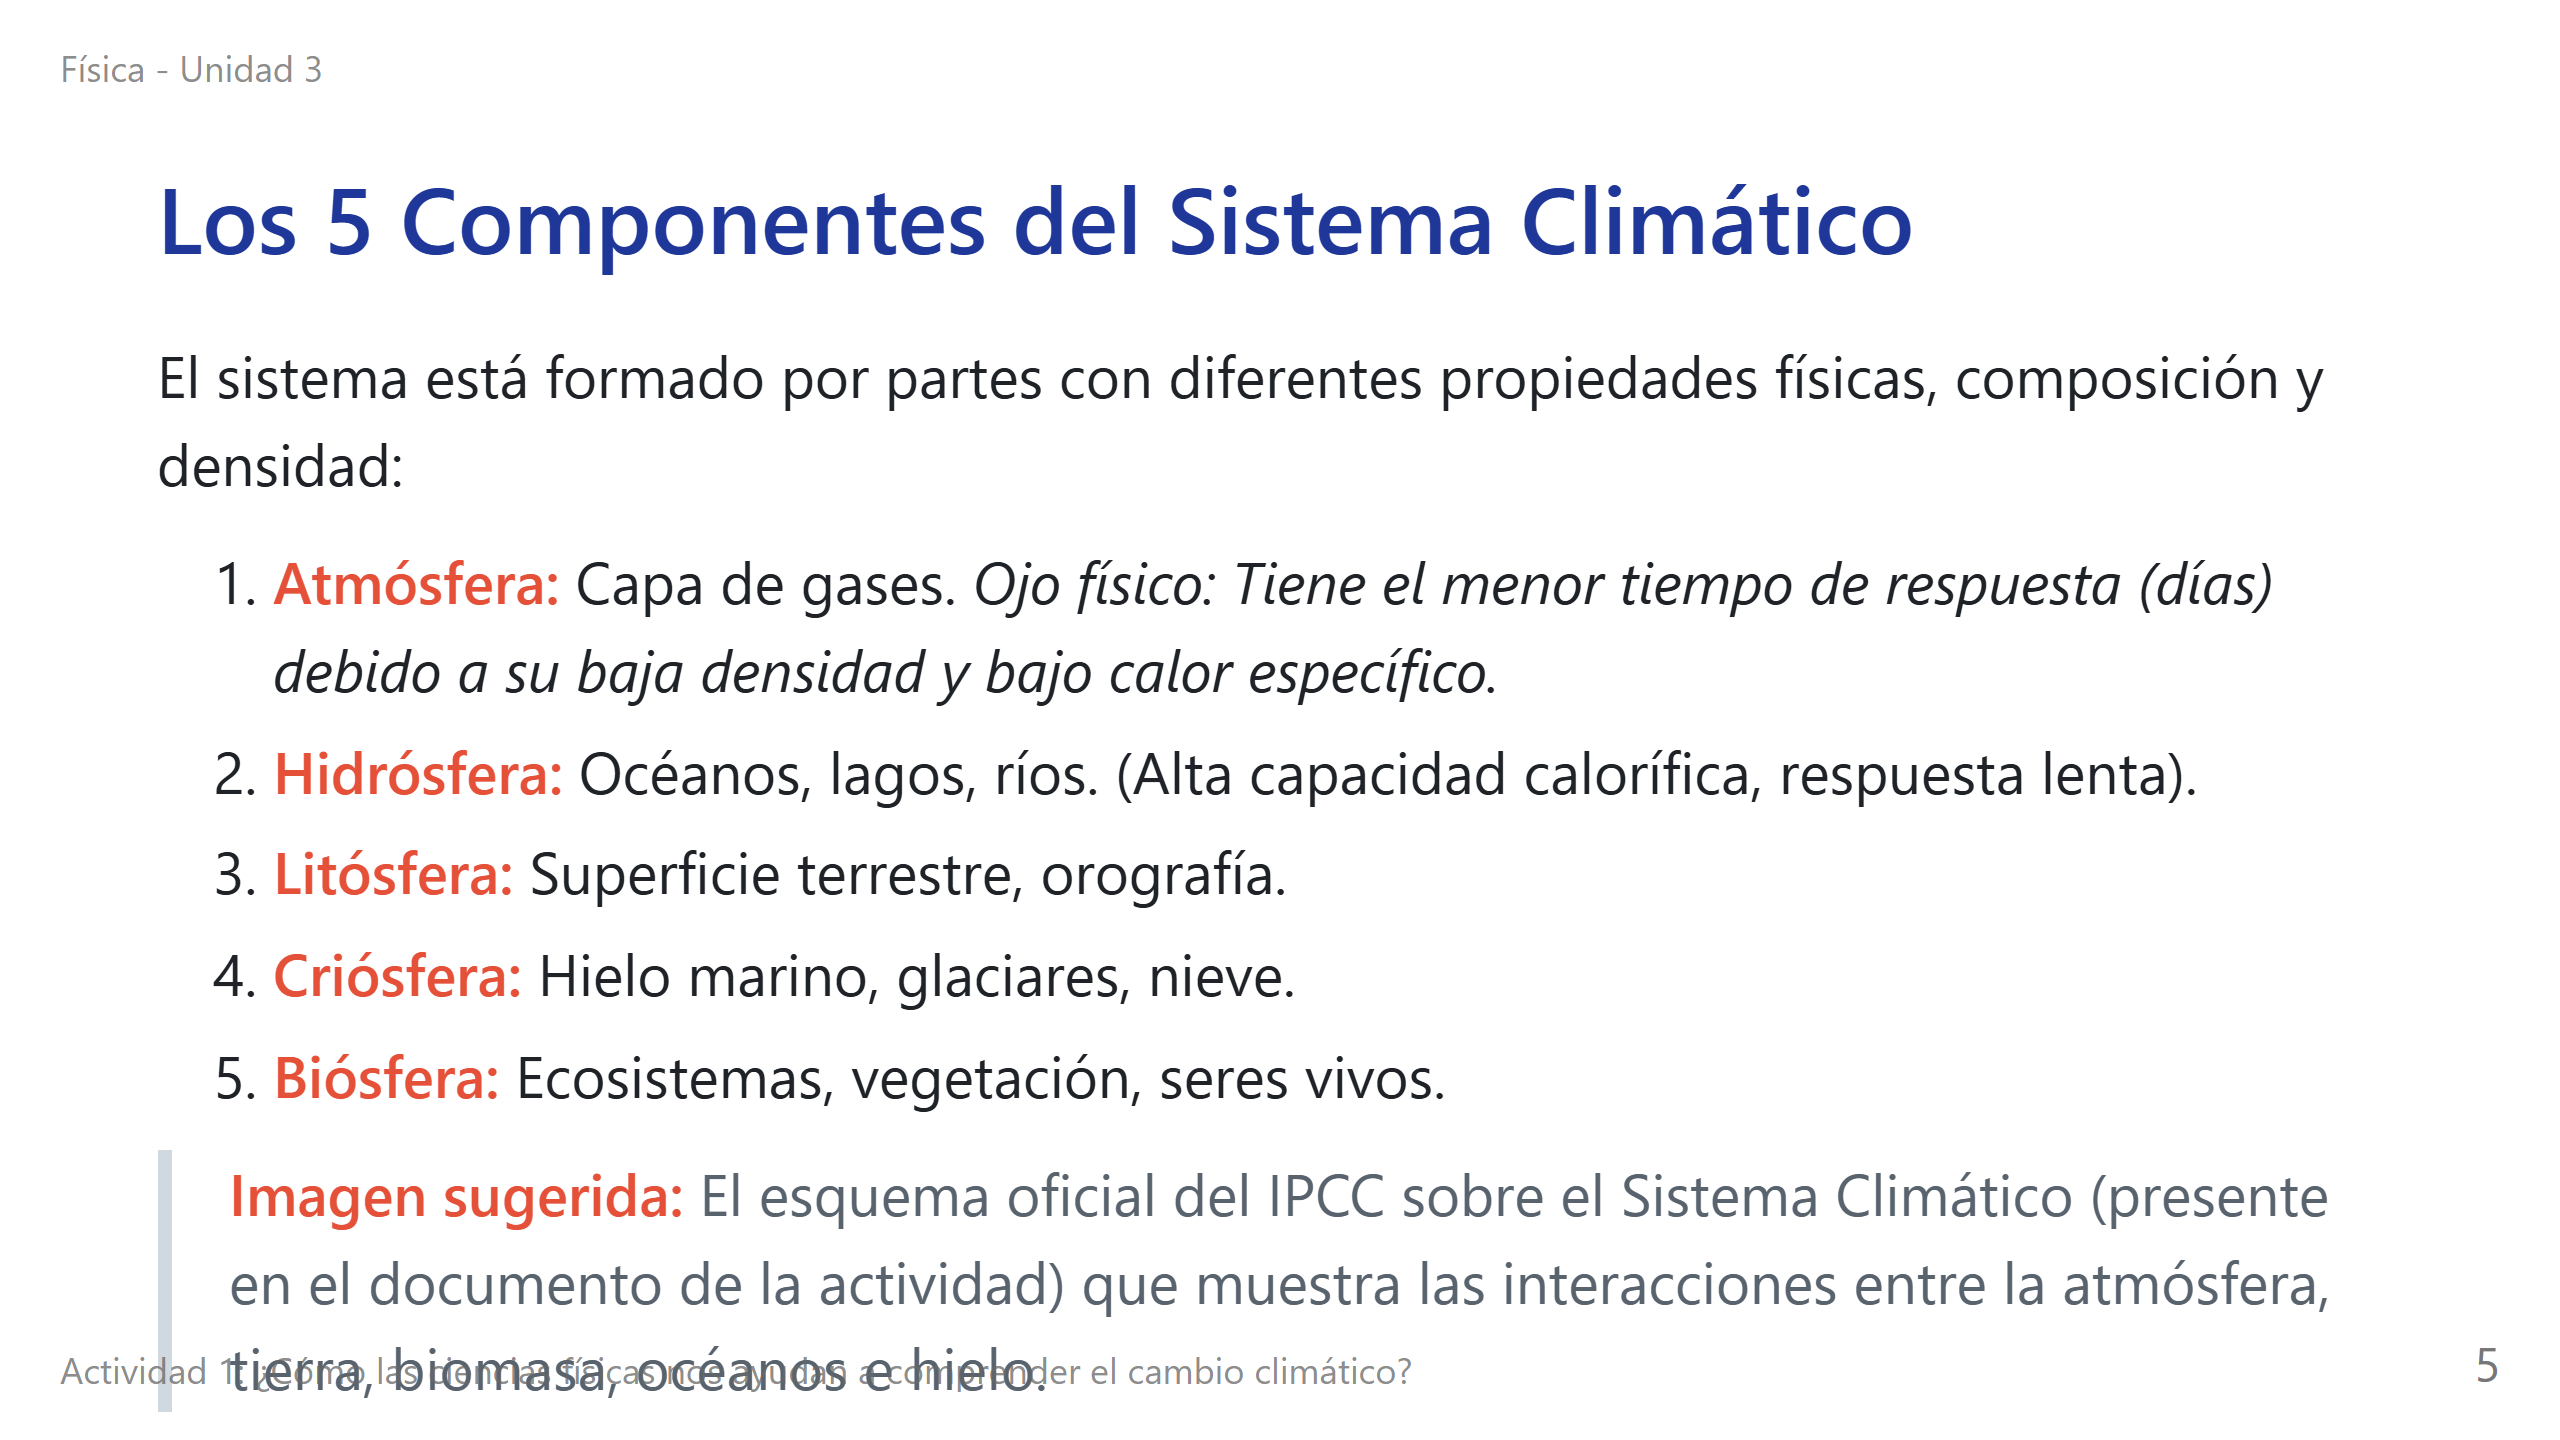 Física - Unidad 3
Los 5 Componentes del Sistema Climático
El sistema está formado por partes con diferentes propiedades físicas, composición y
densidad:
1. Atmósfera: Capa de gases. Ojo físico: Tiene el menor tiempo de respuesta (días)
debido a su baja densidad y bajo calor específico.
2. Hidrósfera: Océanos, lagos, ríos. (Alta capacidad calorífica, respuesta lenta).
3. Litósfera: Superficie terrestre, orografía.
4. Criósfera: Hielo marino, glaciares, nieve.
5. Biósfera: Ecosistemas, vegetación, seres vivos.
Imagen sugerida: El esquema oficial del IPCC sobre el Sistema Climático (presente
en el documento de la actividad) que muestra las interacciones entre la atmósfera,
tierra, biomasa, océanos e hielo.
Actividad 1: ¿Cómo las ciencias físicas nos ayudan a comprender el cambio climático?
5